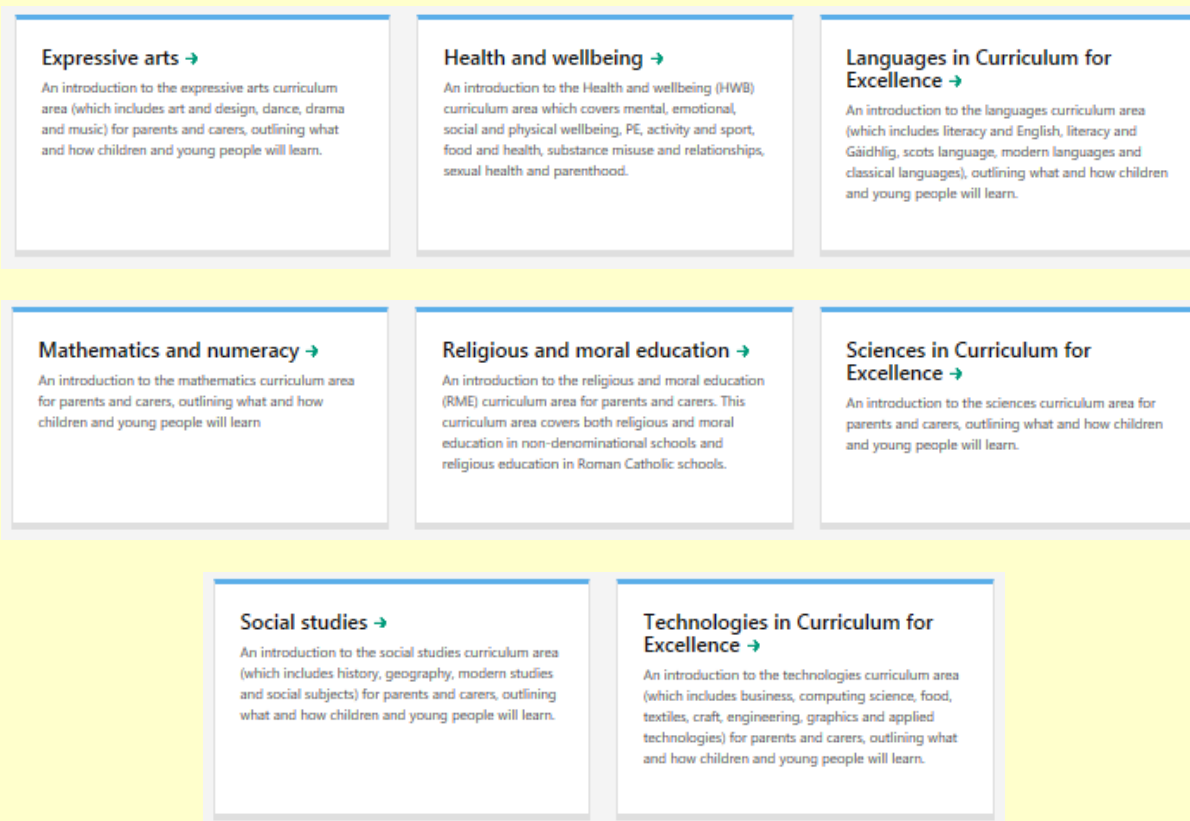 Expressive arts →
An introduction to the expressive arts curriculum
area (which includes art and design, dance, drama
and music) for parents and carers, outlining what
and how children and young people will learn.
Health and wellbeing →
An introduction to the Health and wellbeing (HWB)
curriculum area which covers mental, emotional,
social and physical wellbeing, PE, activity and sport,
food and health, substance misuse and relationships,
sexual health and parenthood.
Languages in Curriculum for
Excellence →
An introduction to the languages curriculum area
(which includes literacy and English, literacy and
Gàidhlig, scots language, modern languages and
classical languages), outlining what and how children
and young people will learn.
Mathematics and numeracy →
An introduction to the mathematics curriculum area
for parents and carers, outlining what and how
children and young people will learn
Religious and moral education →
An introduction to the religious and moral education
(RME) curriculum area for parents and carers. This
curriculum area covers both religious and moral
education in non-denominational schools and
religious education in Roman Catholic schools.
Sciences in Curriculum for
Excellence →
An introduction to the sciences curriculum area for
parents and carers, outlining what and how children
and young people will learn.
Social studies →
An introduction to the social studies curriculum area
(which includes history, geography, modern studies
and social subjects) for parents and carers, outlining
what and how children and young people will learn.
Technologies in Curriculum for
Excellence →
An introduction to the technologies curriculum area
(which includes business, computing science, food,
textiles, craft, engineering, graphics and applied
technologies) for parents and carers, outlining what
and how children and young people will learn.